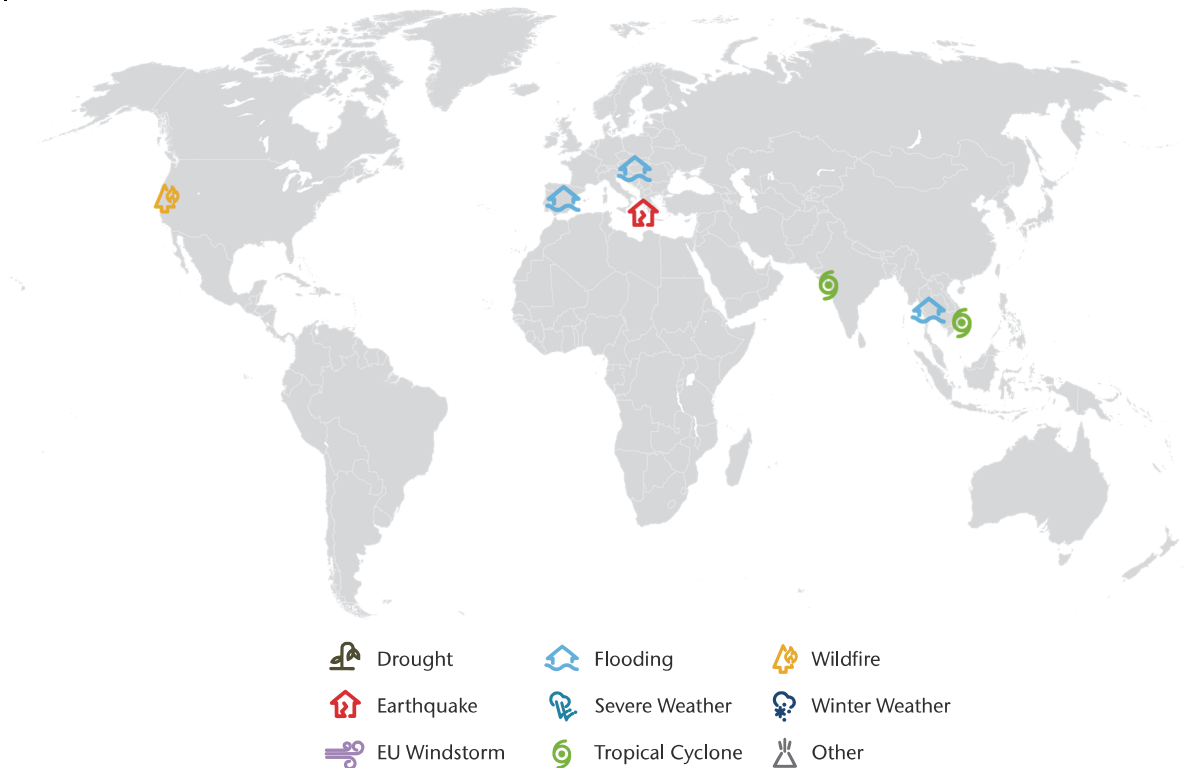 Drought
Flooding
Wildfire
Earthquake
Severe Weather
Winter Weather
EU Windstorm
Tropical Cyclone
Other